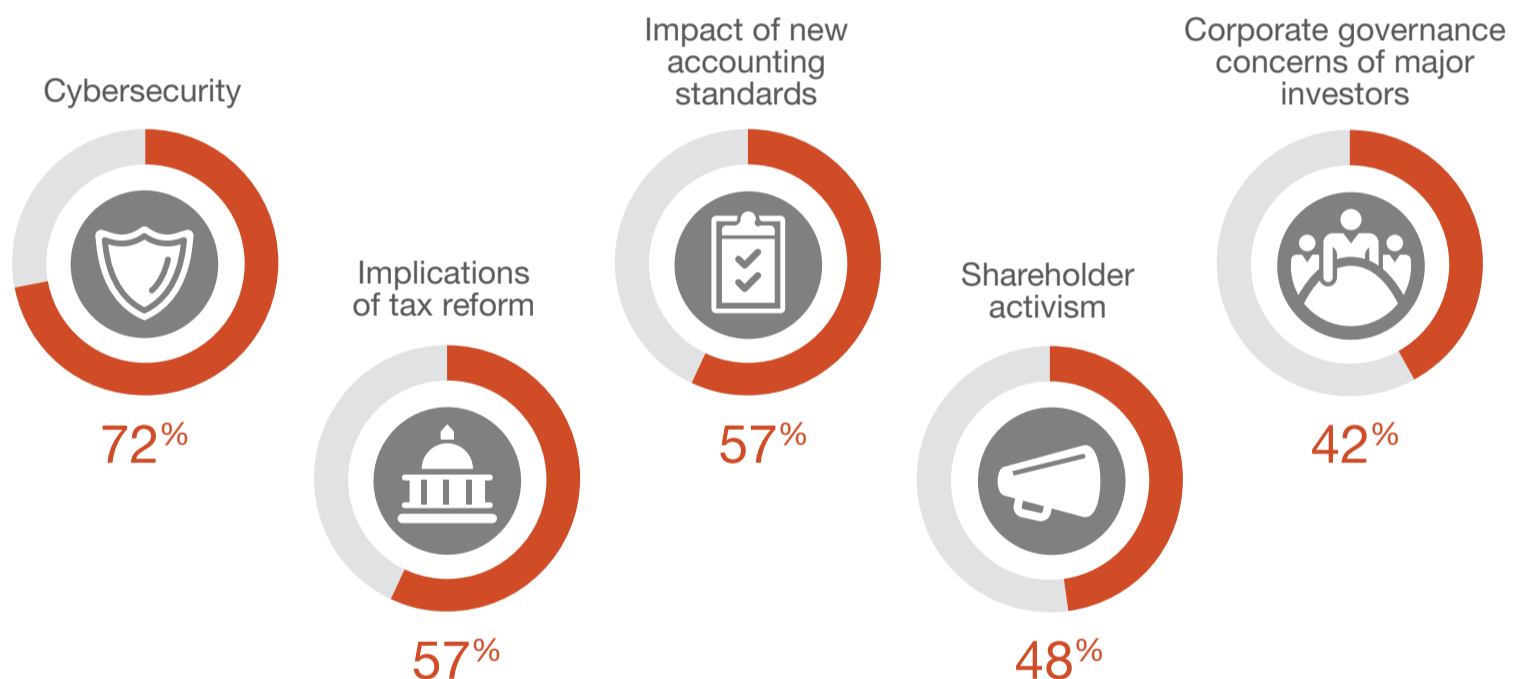 Cybersecurity
72%
Implications
of tax reform
57%
Impact of new
accounting
standards
57%
Shareholder
activism
48%
Corporate governance
concerns of major
investors
42%